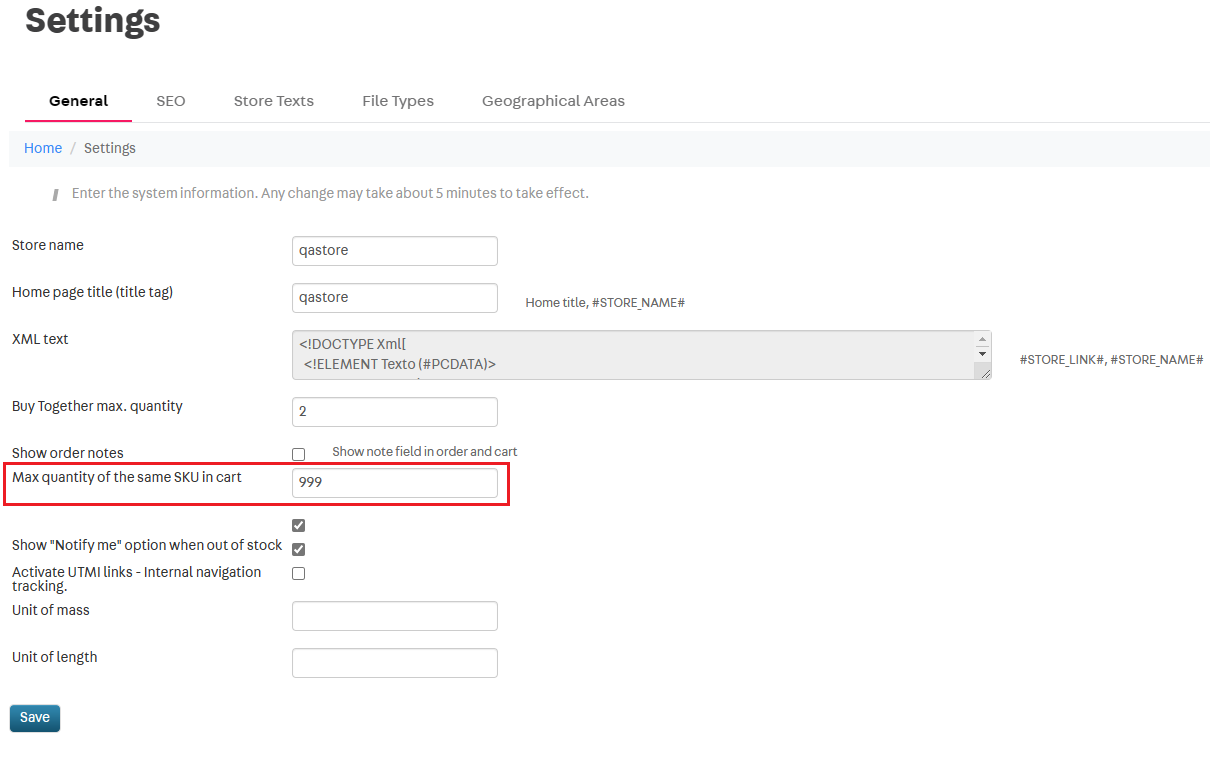 Settings
General SEO Store Texts File Types Geographical Areas
Home / Settings
Enter the system information. Any change may take about 5 minutes to take effect.
Store name qastore
Home page title (title tag) qastore Home title, #STORE_NAME#
XML text <!DOCTYPE Xml[
<!ELEMENT Texto (#PCDATA)>
#STORE_LINK#, #STORE_NAME#
Buy Together max. quantity 2
Show order notes Show note field in order and cart
Max quantity of the same SKU in cart 999
Show "Notify me" option when out of stock
Activate UTMI links - Internal navigation
tracking.
Unit of mass
Unit of length
Save